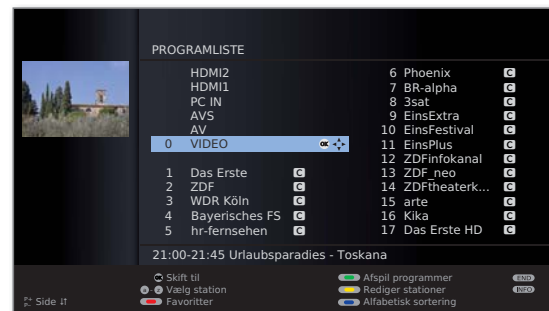 PROGRAMLISTE
HDMI2
HDMI1
PC IN
AVS
AV
0 VIDEO OK
1 Das Erste C
2 ZDF C
3 WDR Köln C
4 Bayerisches FS C
5 hr-fernsehen C
6 Phoenix C
7 BR-alpha C
8 3sat C
9 EinsExtra C
10 EinsFestival C
11 EinsPlus C
12 ZDFinfokanal C
13 ZDF_neo C
14 ZDFtheaterk... C
15 arte C
16 Kika C
17 Das Erste HD C
21:00-21:45 Urlaubsparadies - Toskana
OK Skift til
Vælg station
Favoritter
Afspil programmer END
Rediger stationer INFO
Alfabetisk sortering
P+ P- Side